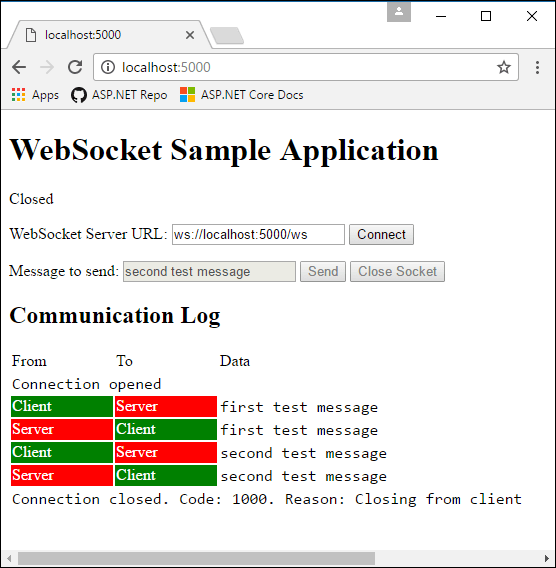 localhost:5000
localhost:5000
Apps ASP.NET Repo ASP.NET Core Docs
WebSocket Sample Application
Closed
WebSocket Server URL: ws://localhost:5000/ws Connect
Message to send: second test message Send Close Socket
Communication Log
From To Data
Connection opened
Client Server first test message
Server Client first test message
Client Server second test message
Server Client second test message
Connection closed. Code: 1000. Reason: Closing from client